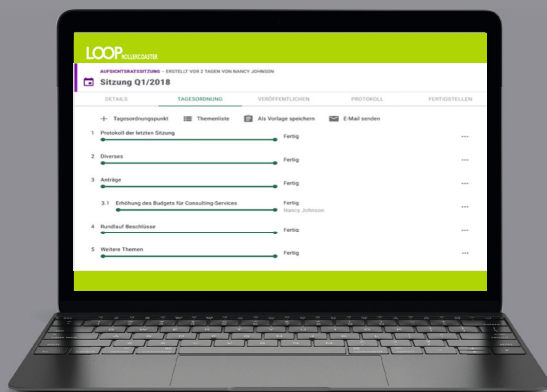 LOOP ROLLERCOASTER
AUFSICHTSRATSSITZUNG – ERSTELLT VOR 2 TAGEN VON NANCY JOHNSON
Sitzung Q1/2018
DETAILS TAGESORDNUNG VERÖFFENTLICHEN PROTOKOLL FERTIGSTELLEN
+ Tagesordnungspunkt Themenliste Als Vorlage speichern E-Mail senden
1 Protokoll der letzten Sitzung Fertig ...
2 Diverses Fertig ...
3 Anträge Fertig ...
3.1 Erhöhung des Budgets für Consulting-Services Fertig ...
Nancy Johnson
4 Rundlauf Beschlüsse Fertig ...
5 Weitere Themen Fertig ...